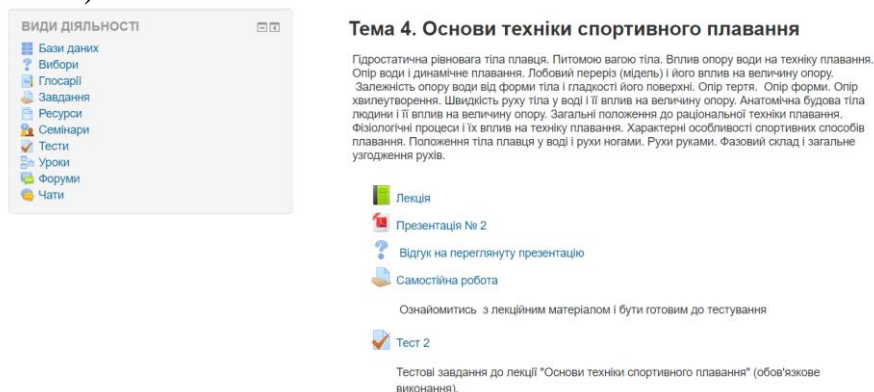 ВИДИ ДІЯЛЬНОСТІ
Бази даних
Вибори
Глосарії
Завдання
Ресурси
Семінари
Тести
Уроки
Форуми
Чати
Тема 4. Основи техніки спортивного плавання
Гідростатична рівновага тіла плавця. Питомою вагою тіла. Вплив опору води на техніку плавання.
Опір води і динамічне плавання. Лобовий переріз (мідель) і його вплив на величину опору.
Залежність опору води від форми тіла і гладкості його поверхні. Опір тертя. Опір форми. Опір
хвилеутворення. Швидкість руху тіла у воді і її вплив на величину опору. Анатомічна будова тіла
людини і її вплив на величину опору. Загальні положення до раціональної техніки плавання.
Фізіологічні процеси і їх вплив на техніку плавання. Характерні особливості спортивних способів
плавання. Положення тіла плавця у воді і рухи ногами. Рухи руками. Фазовий склад і загальне
узгодження рухів.
Лекція
Презентація № 2
Відгук на переглянуту презентацію
Самостійна робота
Ознайомитись з лекційним матеріалом і бути готовим до тестування
Тест 2
Тестові завдання до лекції "Основи техніки спортивного плавання" (обов'язкове
виконання).